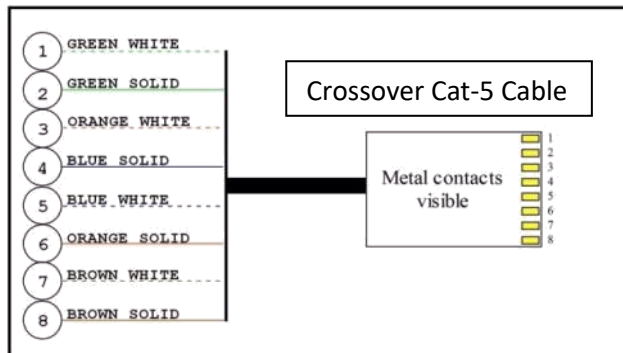 1 GREEN WHITE
2 GREEN SOLID
3 ORANGE WHITE
4 BLUE SOLID
5 BLUE WHITE
6 ORANGE SOLID
7 BROWN WHITE
8 BROWN SOLID
Crossover Cat-5 Cable
Metal contacts
visible
1
2
3
4
5
6
7
8